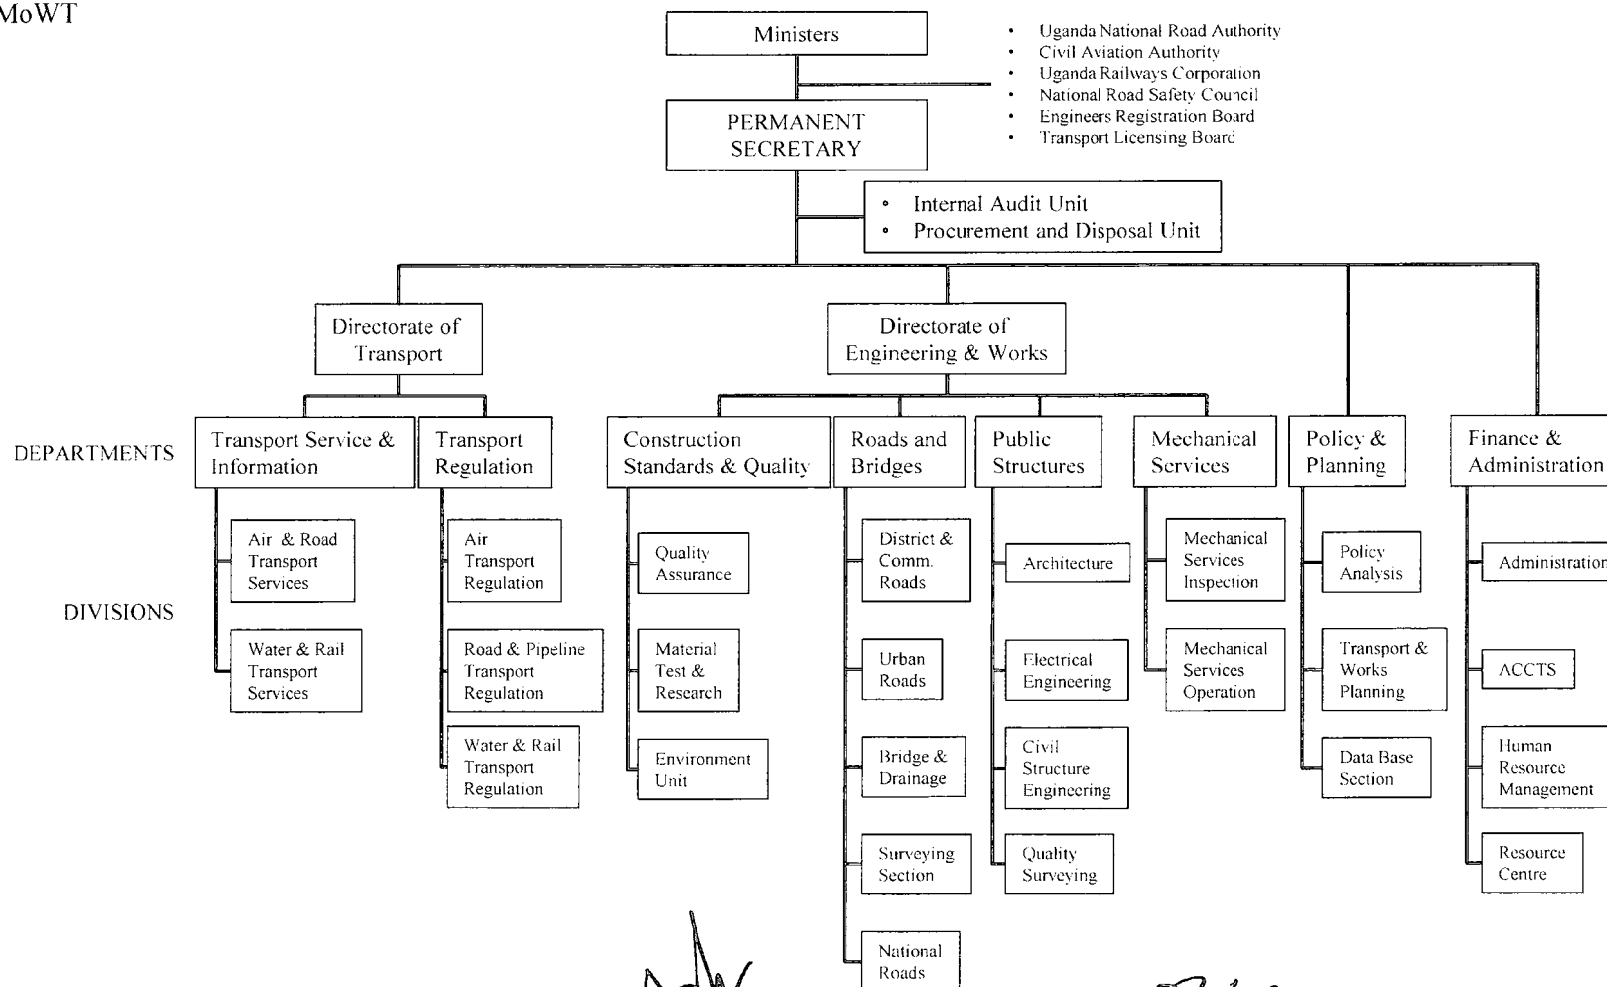 MoWT
Ministers
• Uganda National Road Authority
• Civil Aviation Authority
• Uganda Railways Corporation
• National Road Safety Council
• Engineers Registration Board
• Transport Licensing Board
PERMANENT
SECRETARY
• Internal Audit Unit
• Procurement and Disposal Unit
Directorate of
Transport
Directorate of
Engineering & Works
DEPARTMENTS
Transport Service &
Information
Transport
Regulation
Construction
Standards & Quality
Roads and
Bridges
Public
Structures
Mechanical
Services
Policy &
Planning
Finance &
Administration
DIVISIONS
Air & Road
Transport
Services
Water & Rail
Transport
Services
Air
Transport
Regulation
Road & Pipeline
Transport
Regulation
Water & Rail
Transport
Regulation
Quality
Assurance
Material
Test &
Research
Environment
Unit
District &
Comm.
Roads
Urban
Roads
Bridge &
Drainage
Surveying
Section
National
Roads
Architecture
Electrical
Engineering
Civil
Structure
Engineering
Quality
Surveying
Mechanical
Services
Inspection
Mechanical
Services
Operation
Policy
Analysis
Transport &
Works
Planning
Data Base
Section
Administration
ACCTS
Human
Resource
Management
Resource
Centre